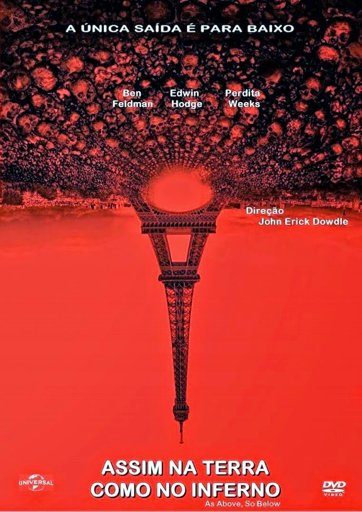 A ÚNICA SAÍDA É PARA BAIXO
Ben Feldman
Edwin Hodge
Perdita Weeks
Direção
John Erick Dowdle
ASSIM NA TERRA
COMO NO INFERNO
As Above, So Below
UNIVERSAL
DVD
VIDEO